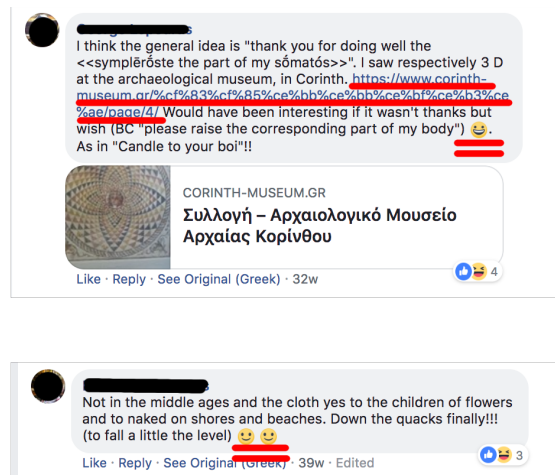 I think the general idea is "thank you for doing well the
<<symplērṓste the part of my sṓmatós>>". I saw respectively 3 D
at the archaeological museum, in Corinth. https://www.corinth-
museum.gr/%cf%83%cf%85%ce%bb%ce%bb%ce%bf%ce%b3%ce
%ae/page/4/ Would have been interesting if it wasn't thanks but
wish (BC "please raise the corresponding part of my body") 😄.
As in "Candle to your boi"!!
CORINTH-MUSEUM.GR
Συλλογή – Αρχαιολογικό Μουσείο
Αρχαίας Κορίνθου
Like · Reply · See Original (Greek) · 32w
4
Not in the middle ages and the cloth yes to the children of flowers
and to naked on shores and beaches. Down the quacks finally!!!
(to fall a little the level) 🙂 🙂
Like · Reply · See Original (Greek) · 39w · Edited
3